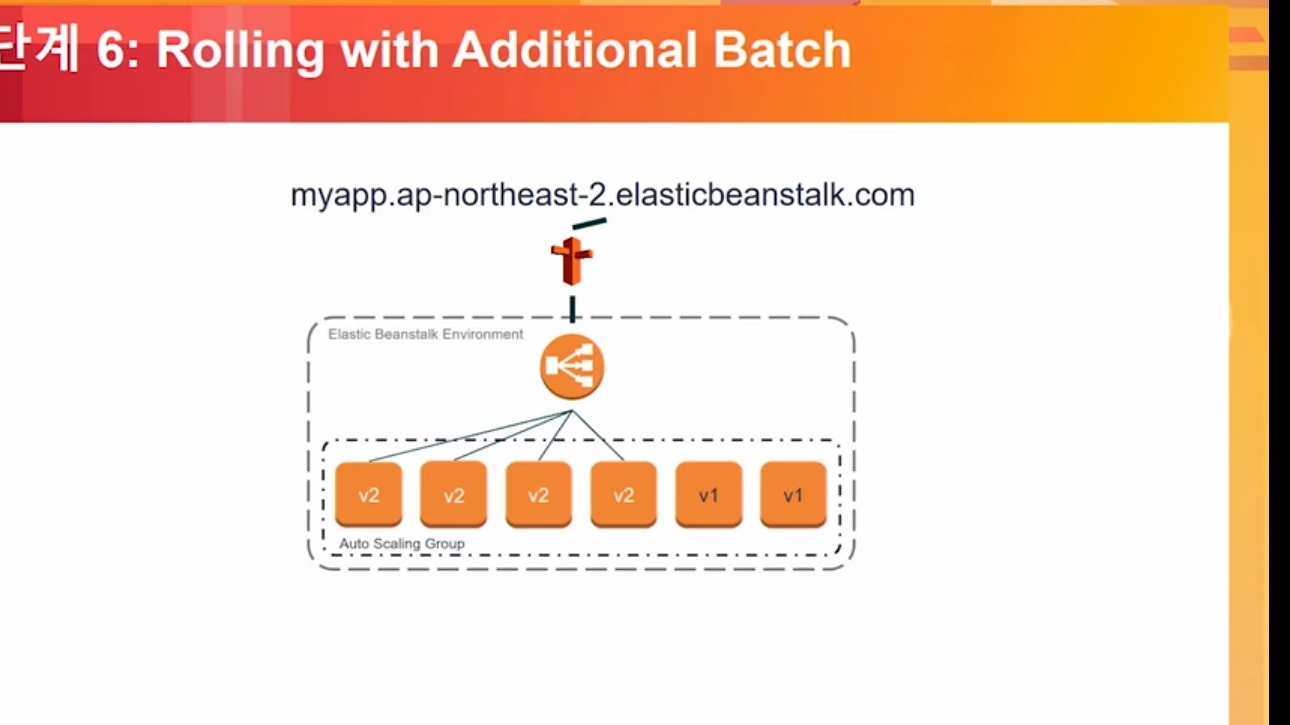 단계 6: Rolling with Additional Batch
myapp.ap-northeast-2.elasticbeanstalk.com
Elastic Beanstalk Environment
v2 v2 v2 v2 v1 v1
Auto Scaling Group